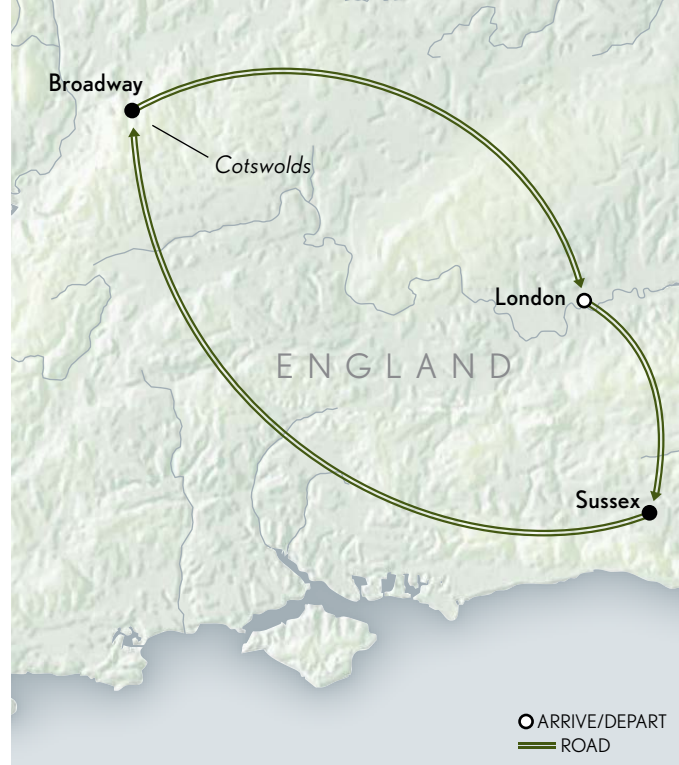 Broadway
Cotswolds
London
ENGLAND
Sussex
ARRIVE/DEPART
ROAD